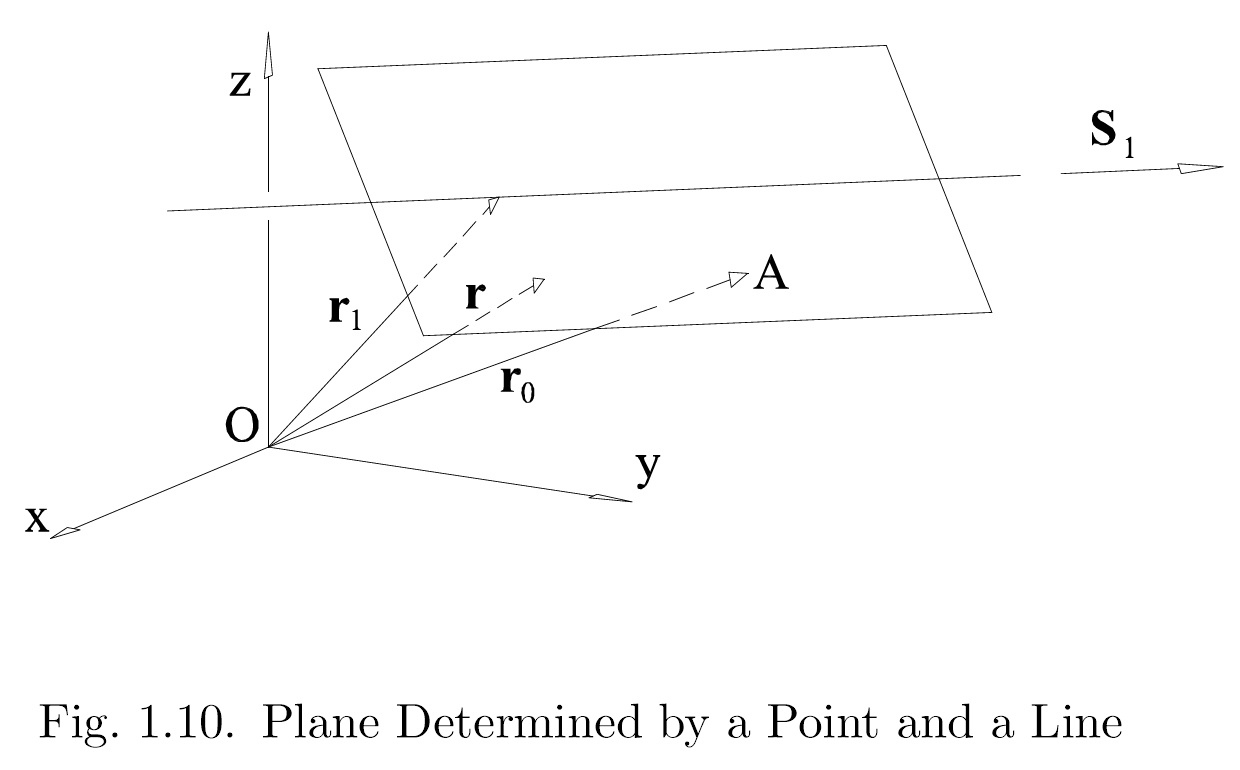 z
S1
A
r
r1
r0
O
y
x
Fig. 1.10. Plane Determined by a Point and a Line